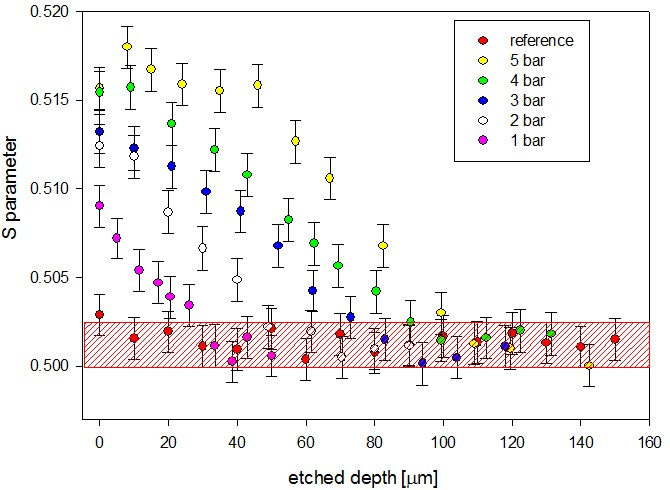 0.520
0.515
0.510
0.505
0.500
S parameter
reference
5 bar
4 bar
3 bar
2 bar
1 bar
0 20 40 60 80 100 120 140 160
etched depth [µm]